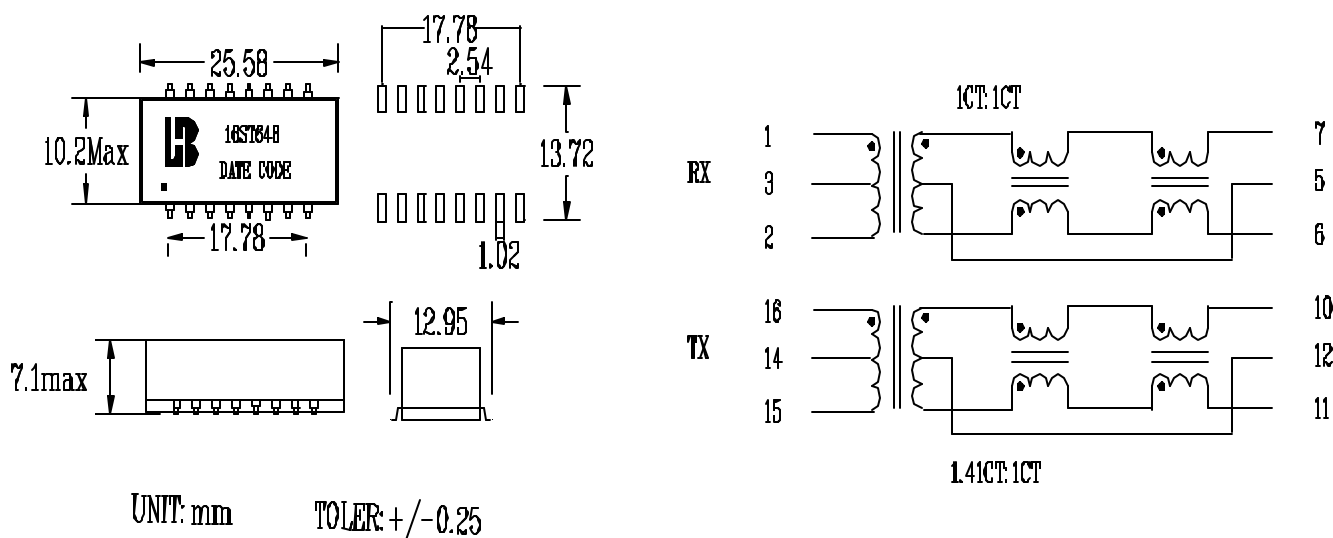 25.58
10.2Max
DATE CODE
17.78
17.78
2.54
13.72
1.02
7.1max
12.95
UNIT: mm
TOLER: +/-0.25
1CT:1CT
RX
1
3
2
7
5
6
TX
16
14
15
10
12
11
1.41CT:1CT